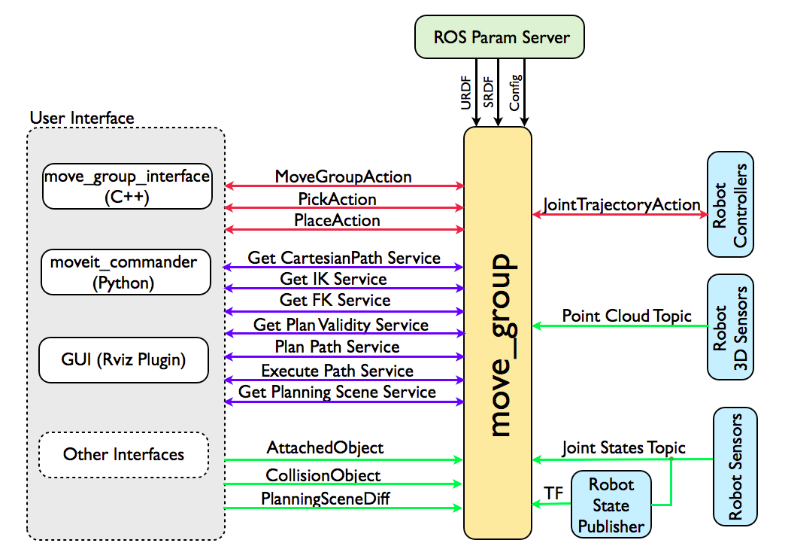 ROS Param Server
URDF
SRDF
Config
User Interface
move_group_interface
(C++)
moveit_commander
(Python)
GUI (Rviz Plugin)
Other Interfaces
MoveGroupAction
PickAction
PlaceAction
Get CartesianPath Service
Get IK Service
Get FK Service
Get Plan Validity Service
Plan Path Service
Execute Path Service
Get Planning Scene Service
AttachedObject
CollisionObject
PlanningSceneDiff
move_group
JointTrajectoryAction
Robot
Controllers
Point Cloud Topic
Robot
3D Sensors
Joint States Topic
Robot Sensors
TF
Robot
State
Publisher